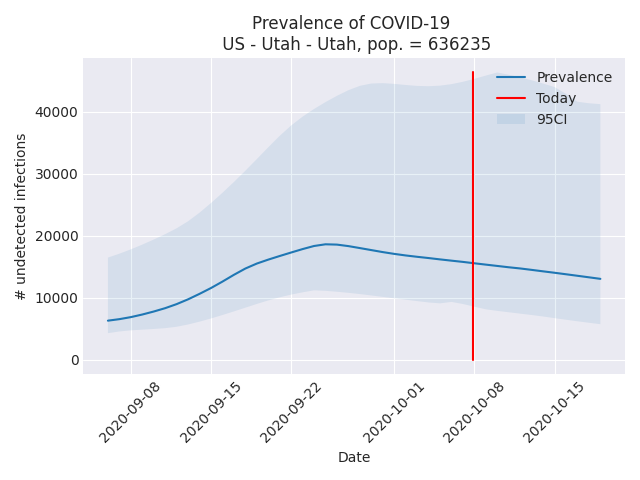 Prevalence of COVID-19
US - Utah - Utah, pop. = 636235
Prevalence
Today
95CI
40000
30000
20000
10000
0
# undetected infections
2020-09-08
2020-09-15
2020-09-22
2020-10-01
2020-10-08
2020-10-15
Date